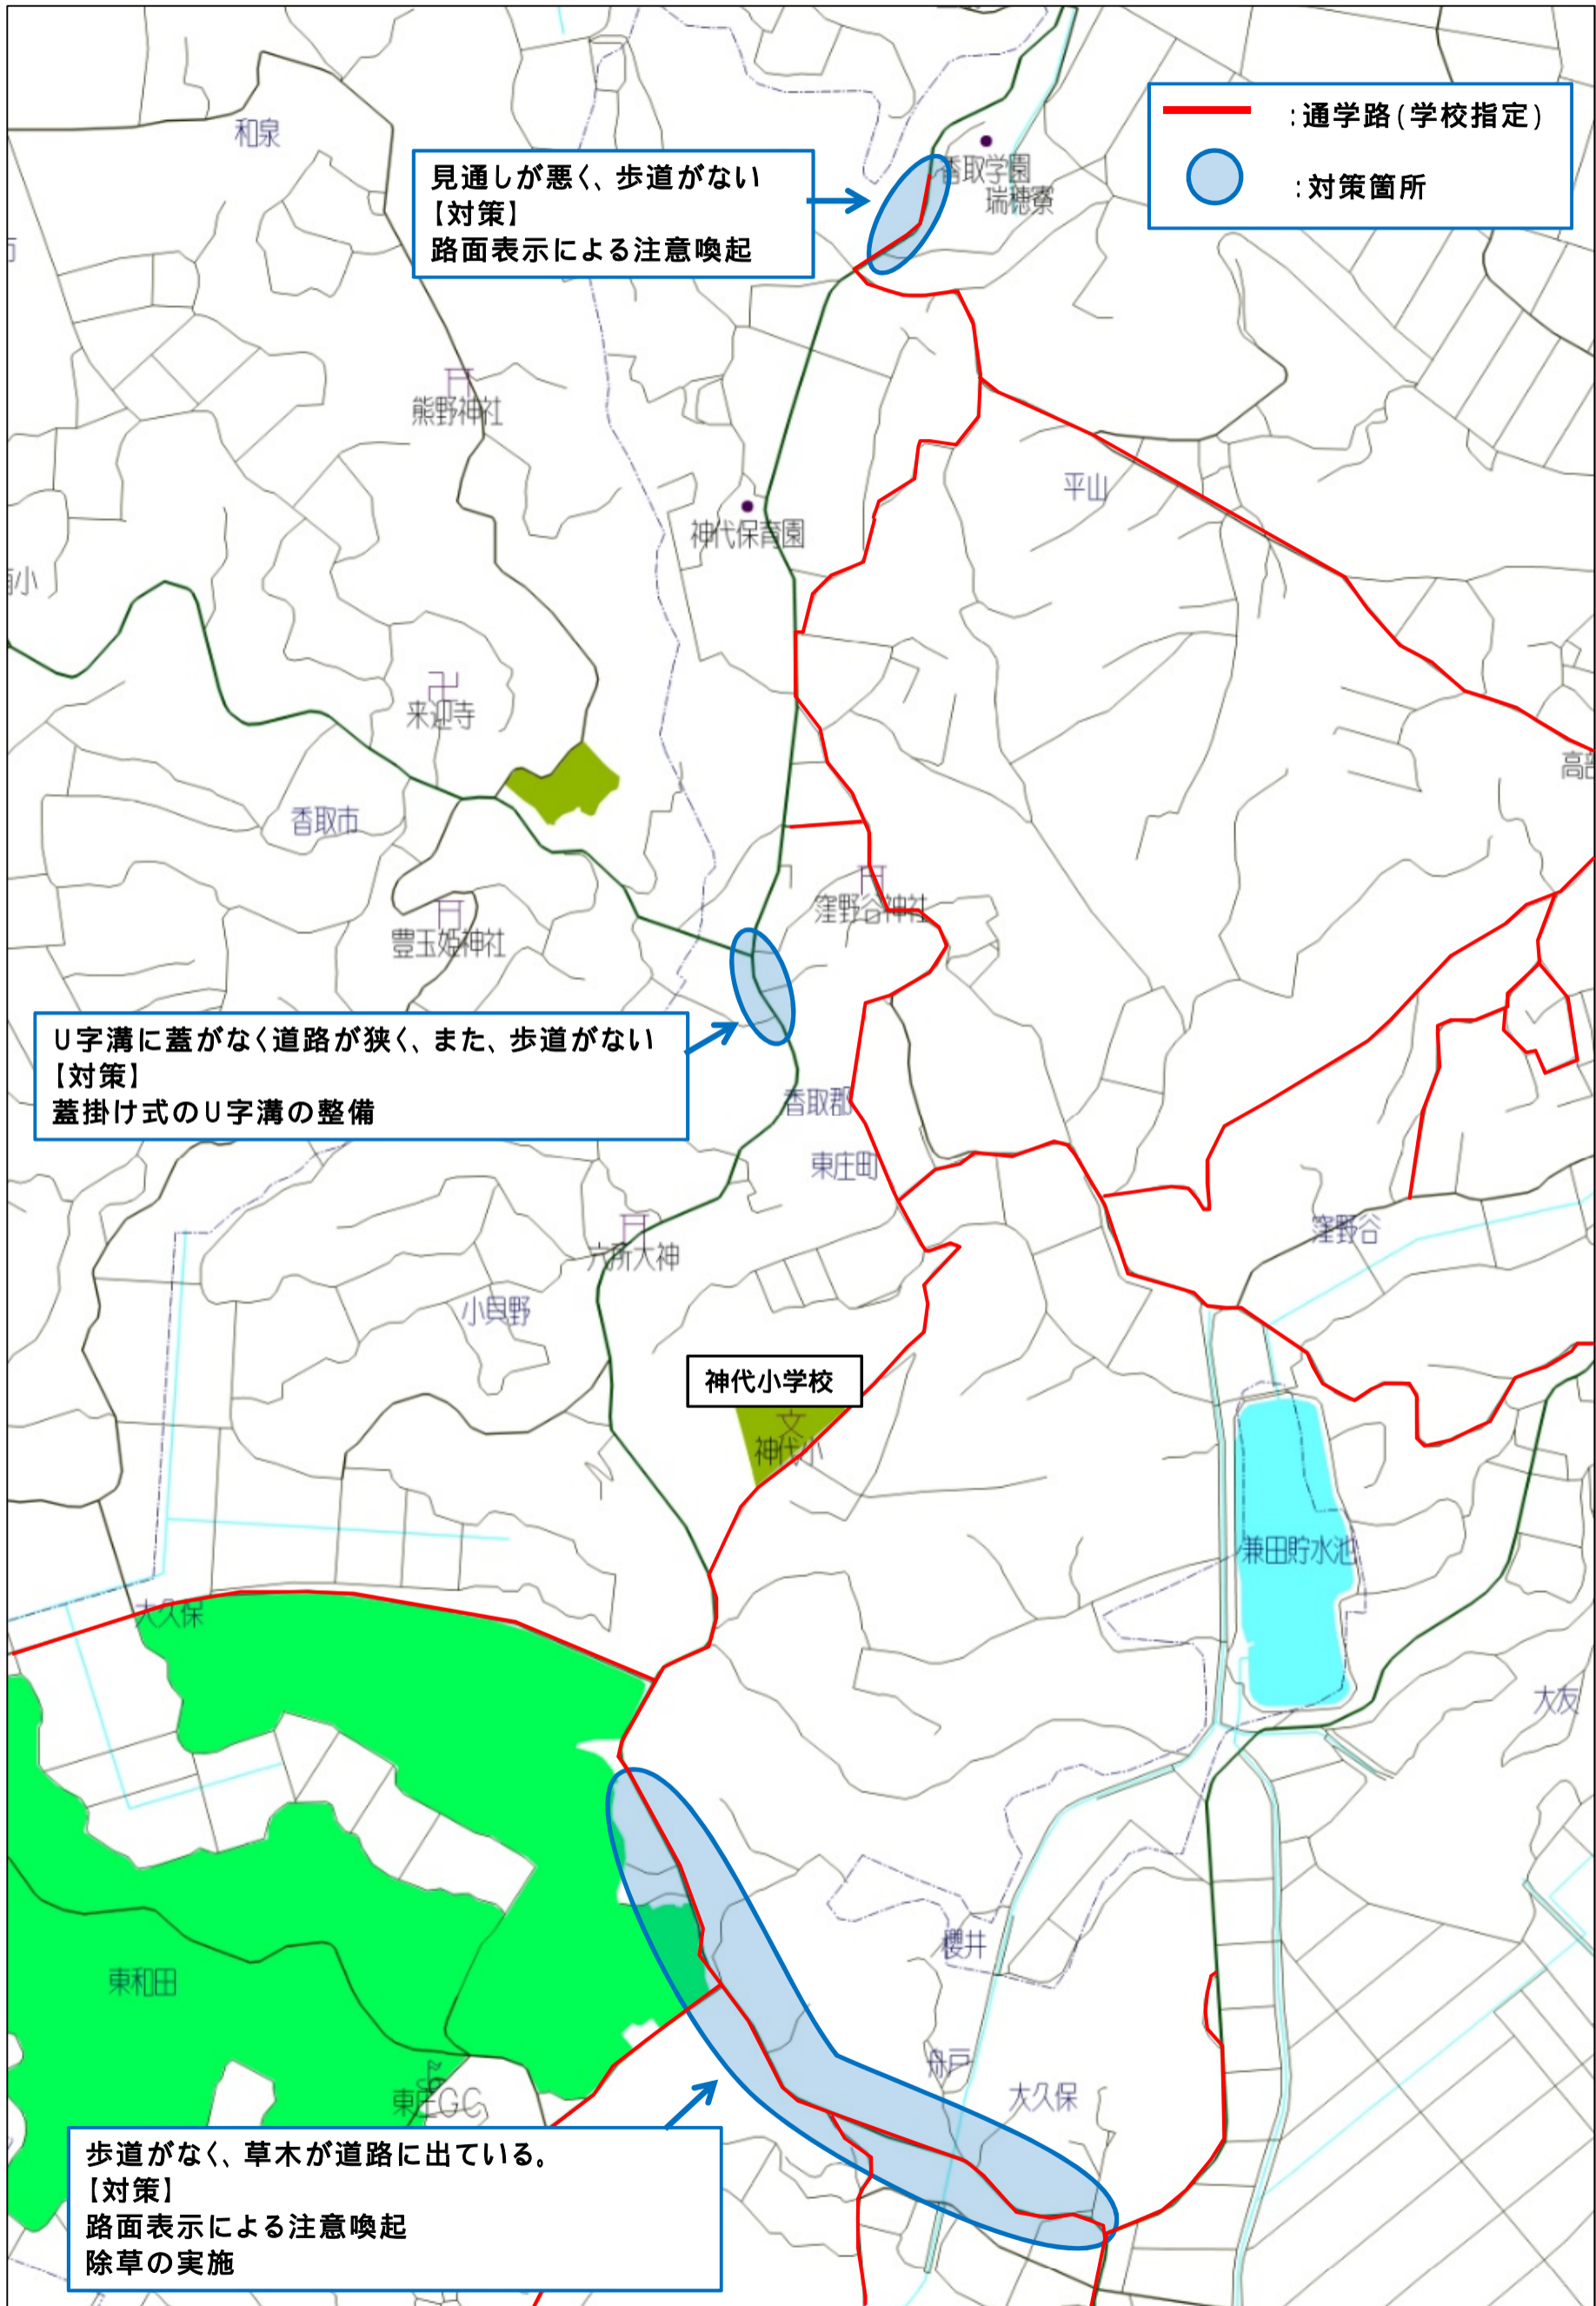 和泉
:通学路(学校指定)
:対策箇所
見通しが悪く、歩道がない
【対策】
路面表示による注意喚起
香取学園
瑞穂寮
熊野神社
平山
神代保育園
小
来迎寺
香取市
窪野谷神社
豊玉姫神社
U字溝に蓋がなく道路が狭く、また、歩道がない
【対策】
蓋掛け式のU字溝の整備
香取郡
東庄町
窪野谷
六所大神
小貝野
神代小学校
文
神代小
兼田貯水池
大久保
大友
櫻井
東和田
舟戸
大久保
東庄GC
歩道がなく、草木が道路に出ている。
【対策】
路面表示による注意喚起
除草の実施